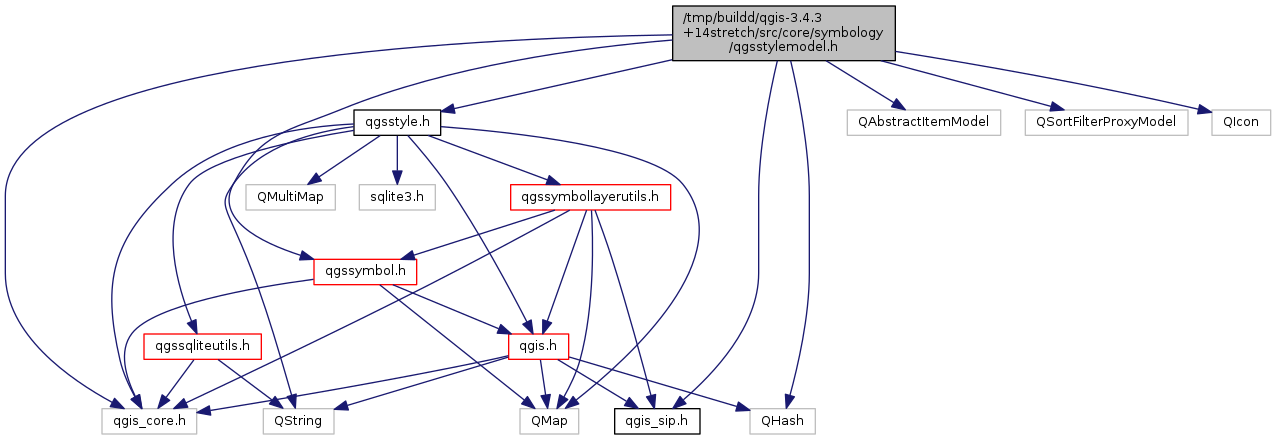 /tmp/buildd/qgis-3.4.3
+14stretch/src/core/symbology
/qgsstylemodel.h
qgsstyle.h
QAbstractItemModel
QSortFilterProxyModel
QIcon
QMultiMap
sqlite3.h
qgssymbollayerutils.h
qgssymbol.h
qgssqliteutils.h
qgis.h
qgis_core.h
QString
QMap
qgis_sip.h
QHash